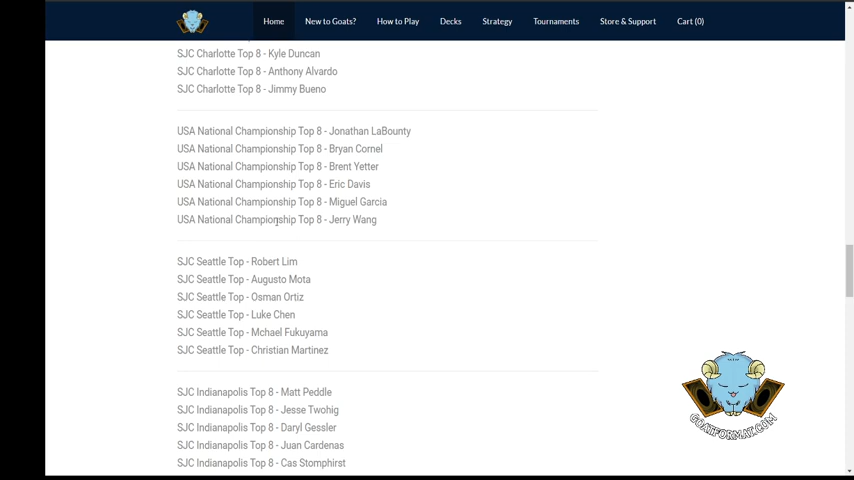 Home New to Goats? How to Play Decks Strategy Tournaments Store & Support Cart (0)
SJC Charlotte Top 8 - Kyle Duncan
SJC Charlotte Top 8 - Anthony Alvardo
SJC Charlotte Top 8 - Jimmy Bueno
USA National Championship Top 8 - Jonathan LaBounty
USA National Championship Top 8 - Bryan Cornel
USA National Championship Top 8 - Brent Yetter
USA National Championship Top 8 - Eric Davis
USA National Championship Top 8 - Miguel Garcia
USA National Championship Top 8 - Jerry Wang
SJC Seattle Top - Robert Lim
SJC Seattle Top - Augusto Mota
SJC Seattle Top - Osman Ortiz
SJC Seattle Top - Luke Chen
SJC Seattle Top - Mchael Fukuyama
SJC Seattle Top - Christian Martinez
SJC Indianapolis Top 8 - Matt Peddle
SJC Indianapolis Top 8 - Jesse Twohig
SJC Indianapolis Top 8 - Daryl Gessler
SJC Indianapolis Top 8 - Juan Cardenas
SJC Indianapolis Top 8 - Cas Stomphirst
GOATFORMAT.COM